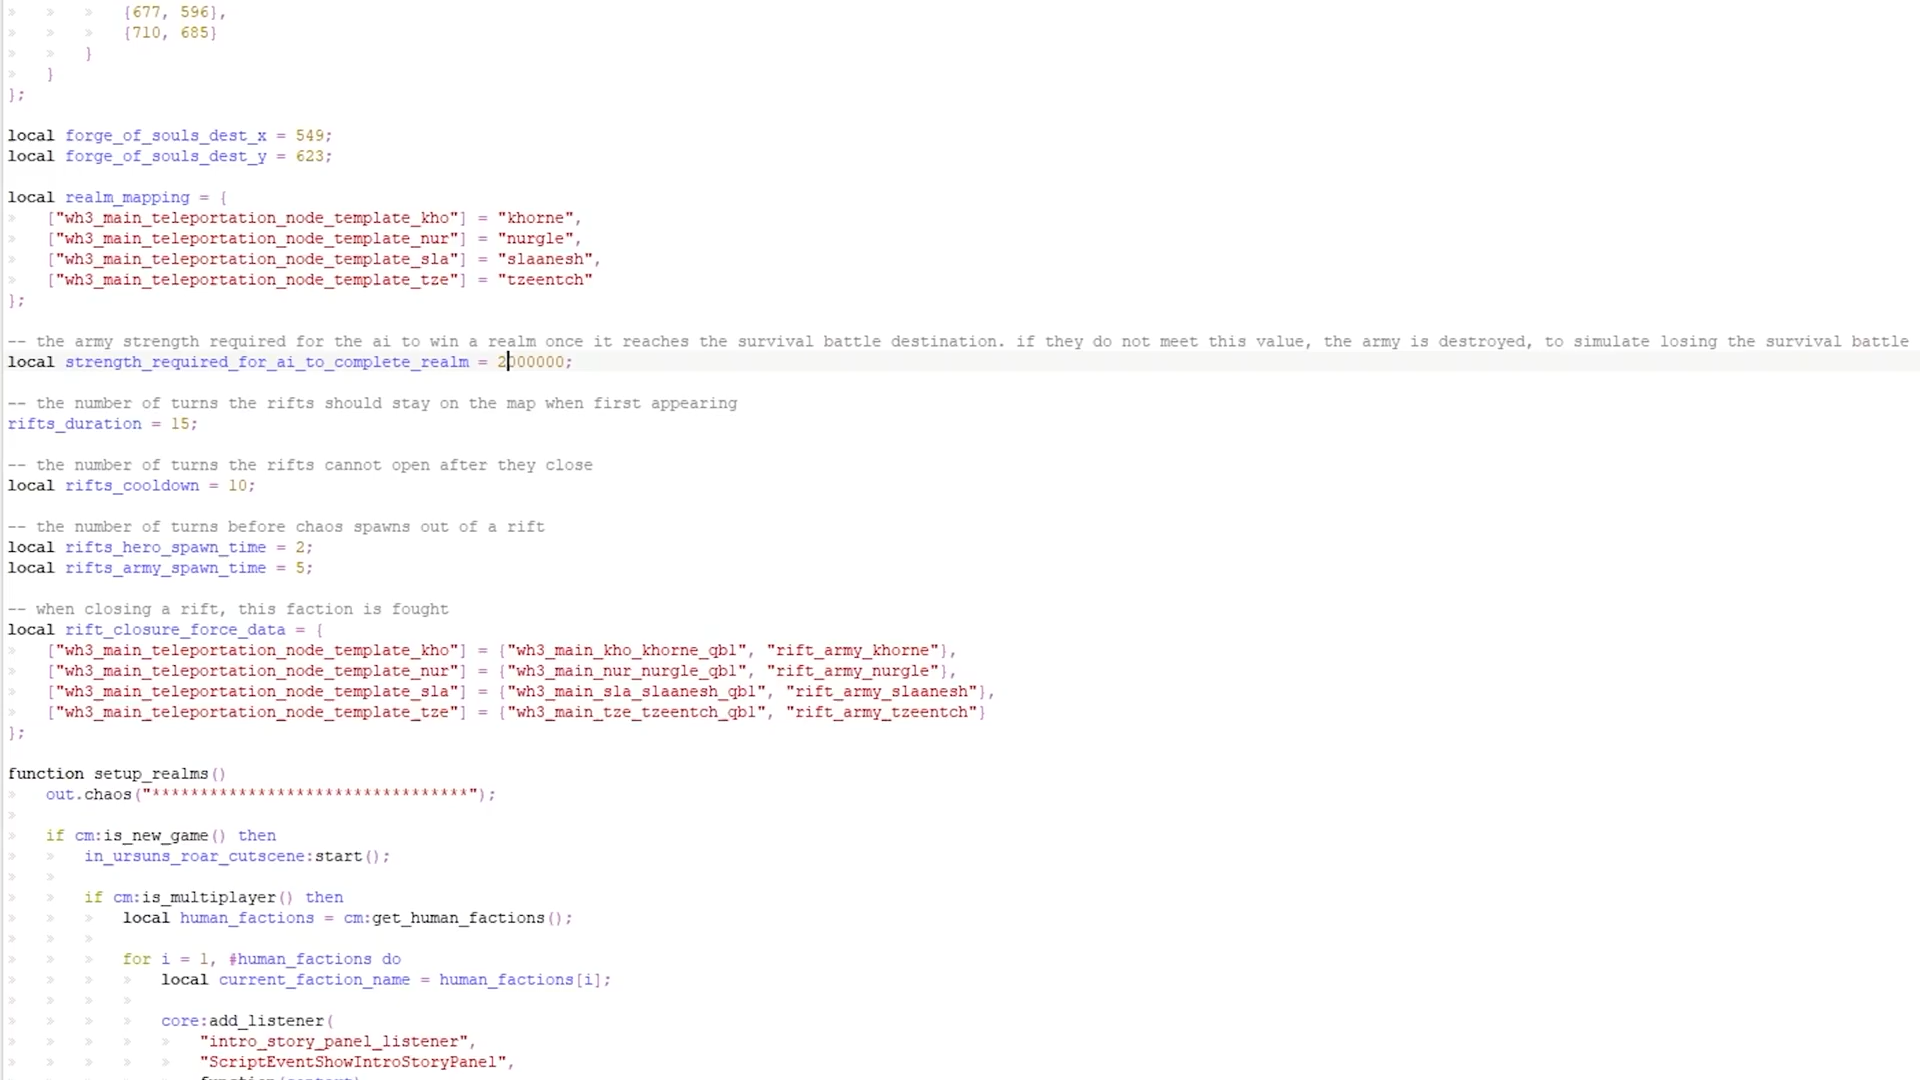 {677, 596},
{710, 685}
}
}
};
local forge_of_souls_dest_x = 549;
local forge_of_souls_dest_y = 623;
local realm_mapping = {
["wh3_main_teleportation_node_template_kho"] = "khorne",
["wh3_main_teleportation_node_template_nur"] = "nurgle",
["wh3_main_teleportation_node_template_sla"] = "slaanesh",
["wh3_main_teleportation_node_template_tze"] = "tzeentch"
};
-- the army strength required for the ai to win a realm once it reaches the survival battle destination. if they do not meet this value, the army is destroyed, to simulate losing the survival battle
local strength_required_for_ai_to_complete_realm = 2000000;
-- the number of turns the rifts should stay on the map when first appearing
rifts_duration = 15;
-- the number of turns the rifts cannot open after they close
local rifts_cooldown = 10;
-- the number of turns before chaos spawns out of a rift
local rifts_hero_spawn_time = 2;
local rifts_army_spawn_time = 5;
-- when closing a rift, this faction is fought
local rift_closure_force_data = {
["wh3_main_teleportation_node_template_kho"] = {"wh3_main_kho_khorne_qb1", "rift_army_khorne"},
["wh3_main_teleportation_node_template_nur"] = {"wh3_main_nur_nurgle_qb1", "rift_army_nurgle"},
["wh3_main_teleportation_node_template_sla"] = {"wh3_main_sla_slaanesh_qb1", "rift_army_slaanesh"},
["wh3_main_teleportation_node_template_tze"] = {"wh3_main_tze_tzeentch_qb1", "rift_army_tzeentch"}
};
function setup_realms()
out.chaos("*********************************");
if cm:is_new_game() then
in_ursuns_roar_cutscene:start();
if cm:is_multiplayer() then
local human_factions = cm:get_human_factions();
for i = 1, #human_factions do
local current_faction_name = human_factions[i];
core:add_listener(
"intro_story_panel_listener",
"ScriptEventShowIntroStoryPanel",
function(context)